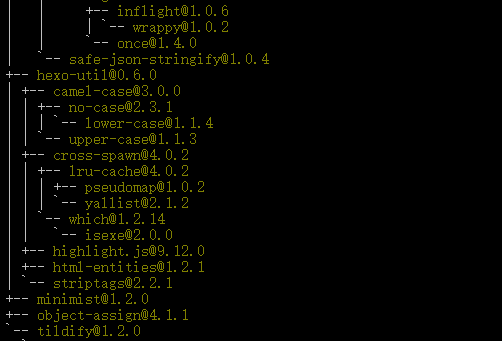 |   |       +-- inflight@1.0.6
|   |       | `-- wrappy@1.0.2
|   |       `-- once@1.4.0
|   `-- safe-json-stringify@1.0.4
+-- hexo-util@0.6.0
| +-- camel-case@3.0.0
| | +-- no-case@2.3.1
| | | `-- lower-case@1.1.4
| | `-- upper-case@1.1.3
| +-- cross-spawn@4.0.2
| | +-- lru-cache@4.0.2
| | | +-- pseudomap@1.0.2
| | | `-- yallist@2.1.2
| | `-- which@1.2.14
| |   `-- isexe@2.0.0
| +-- highlight.js@9.12.0
| +-- html-entities@1.2.1
| `-- striptags@2.2.1
+-- minimist@1.2.0
+-- object-assign@4.1.1
`-- tildify@1.2.0